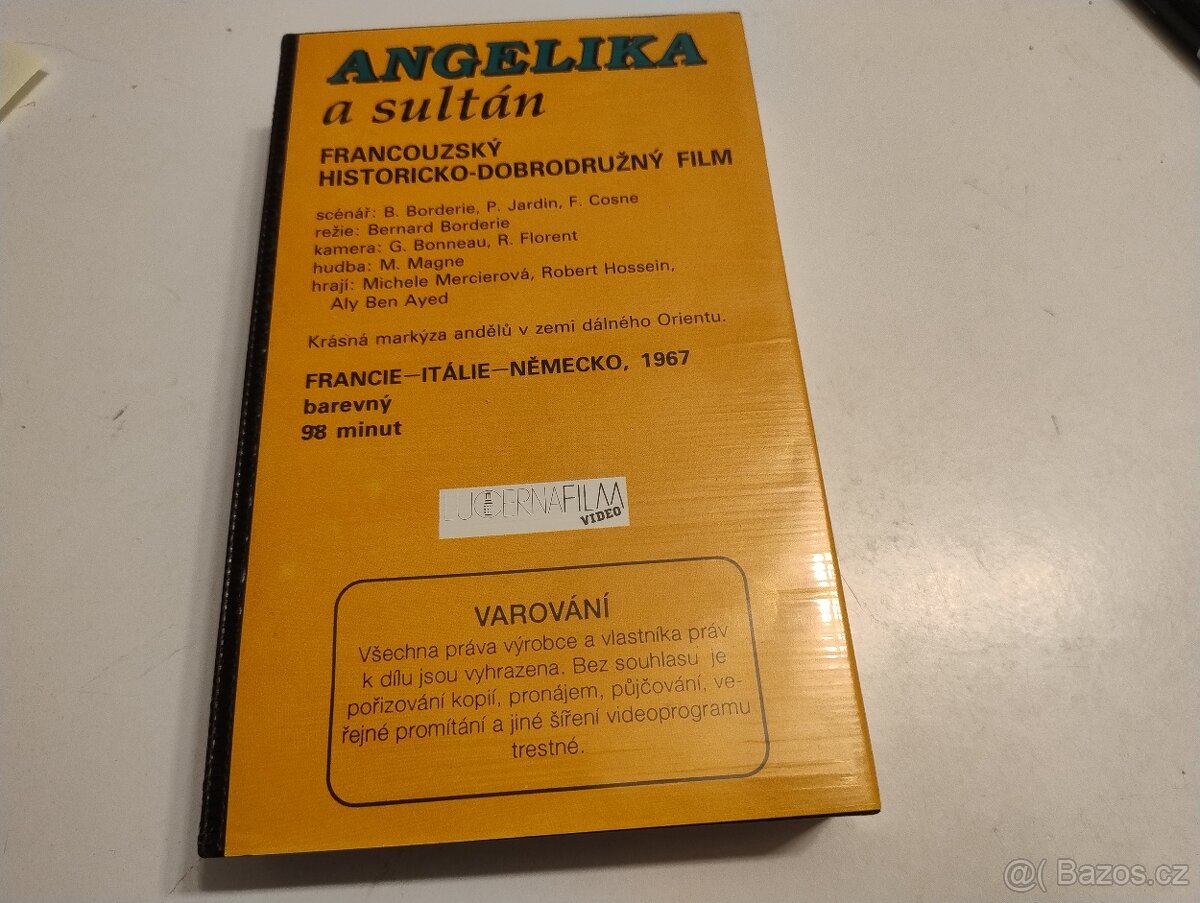 ANGELIKA
a sultán
FRANCOUZSKÝ
HISTORICKO-DOBRODRUŽNÝ FILM
scénář: B. Borderie, P. Jardin, F. Cosne
režie: Bernard Borderie
kamera: G. Bonneau, R. Florent
hudba: M. Magne
hrají: Michele Mercierová, Robert Hossein,
Aly Ben Ayed
Krásná markýza andělů v zemi dálného Orientu.
FRANCIE—ITÁLIE—NĚMECKO, 1967
barevný
98 minut
LUCERNAFILM
VIDEO
VAROVÁNÍ
Všechna práva výrobce a vlastníka práv
k dílu jsou vyhrazena. Bez souhlasu je
pořizování kopií, pronájem, půjčování, ve-
řejné promítání a jiné šíření videoprogramu
trestné.
@( Bazos.cz